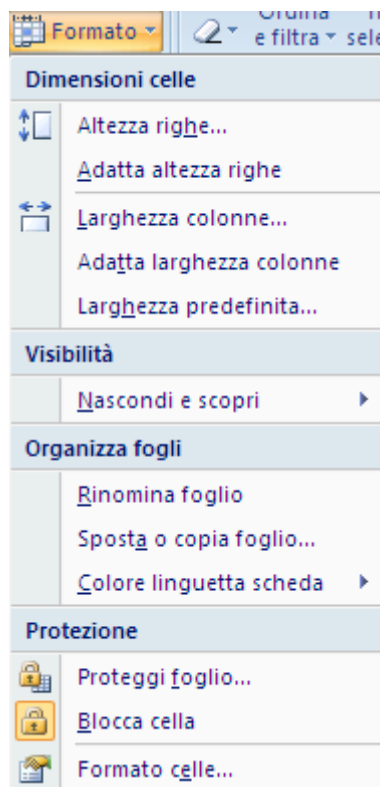 Formato
e filtra
Dimensioni celle
Altezza righe...
Adatta altezza righe
Larghezza colonne...
Adatta larghezza colonne
Larghezza predefinita...
Visibilità
Nascondi e scopri
Organizza fogli
Rinomina foglio
Sposta o copia foglio...
Colore linguetta scheda
Protezione
Proteggi foglio...
Blocca cella
Formato celle...